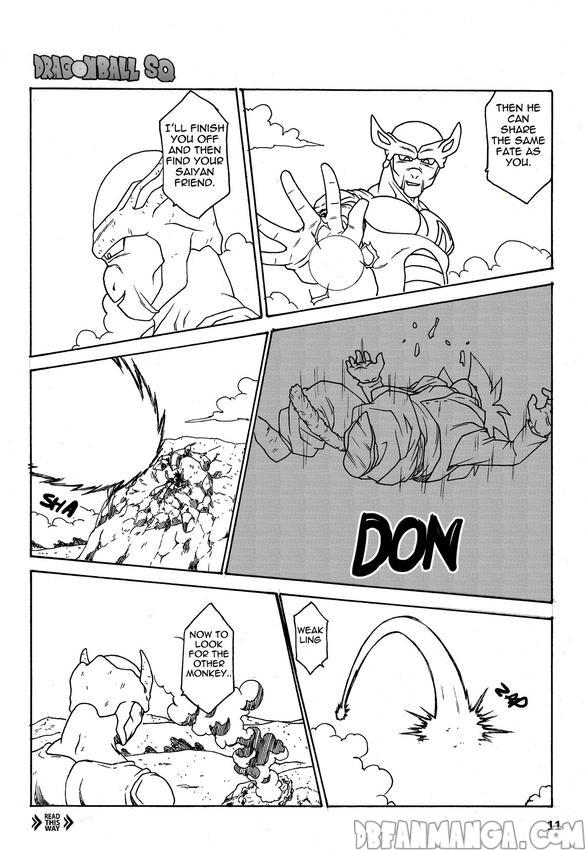 DRAGONBALL SQ
I'LL FINISH
YOU OFF
AND THEN
FIND YOUR
SAIYAN
FRIEND.
THEN HE
CAN
SHARE
THE SAME
FATE AS
YOU.
SHA
DON
NOW TO
LOOK
FOR THE
OTHER
MONKEY..
WEAK
LING
READ
THIS
WAY
11
DBFANMANGA.COM